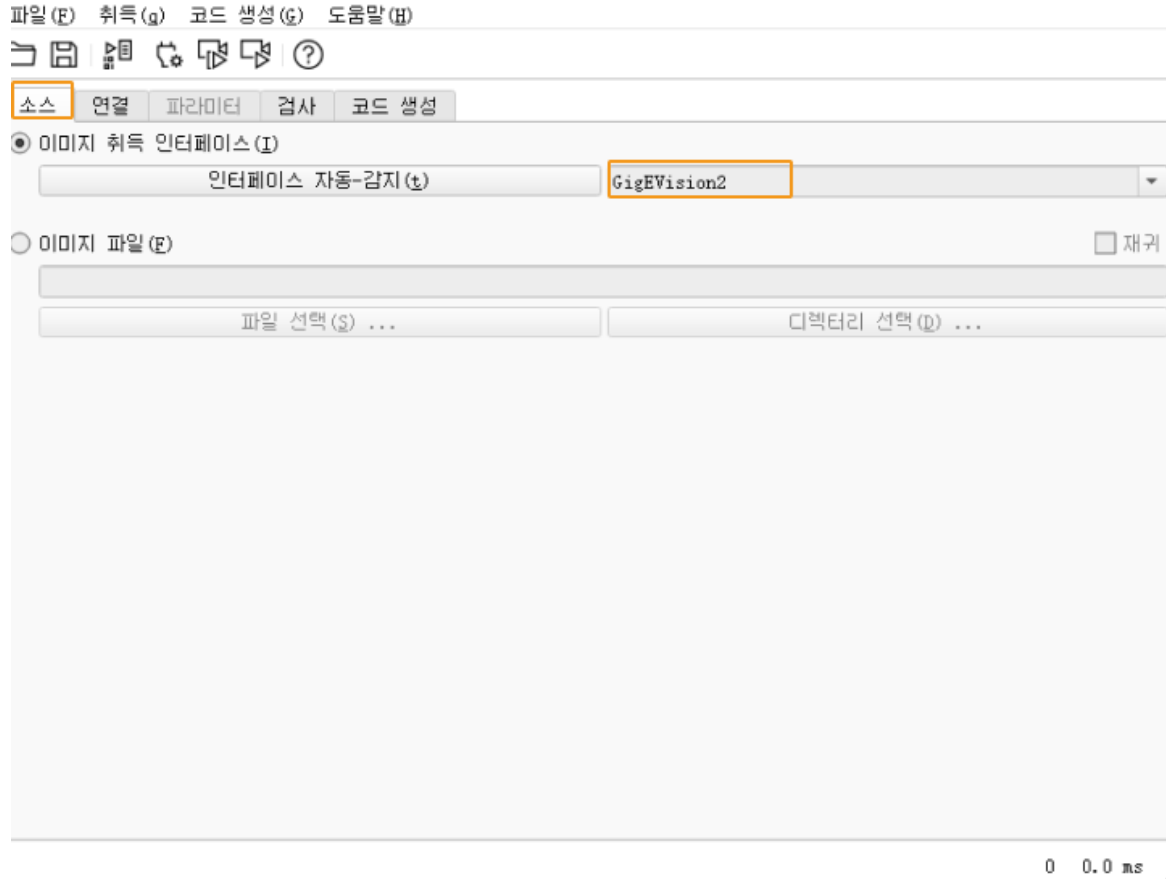 파일(F) 취득(q) 코드 생성(G) 도움말(H)
소스 연결 파라미터 검사 코드 생성
이미지 취득 인터페이스(I)
인터페이스 자동-감지(t) GigEVision2
이미지 파일(F) 재귀
파일 선택(S) ... 디렉터리 선택(D) ...
0 0.0 ms